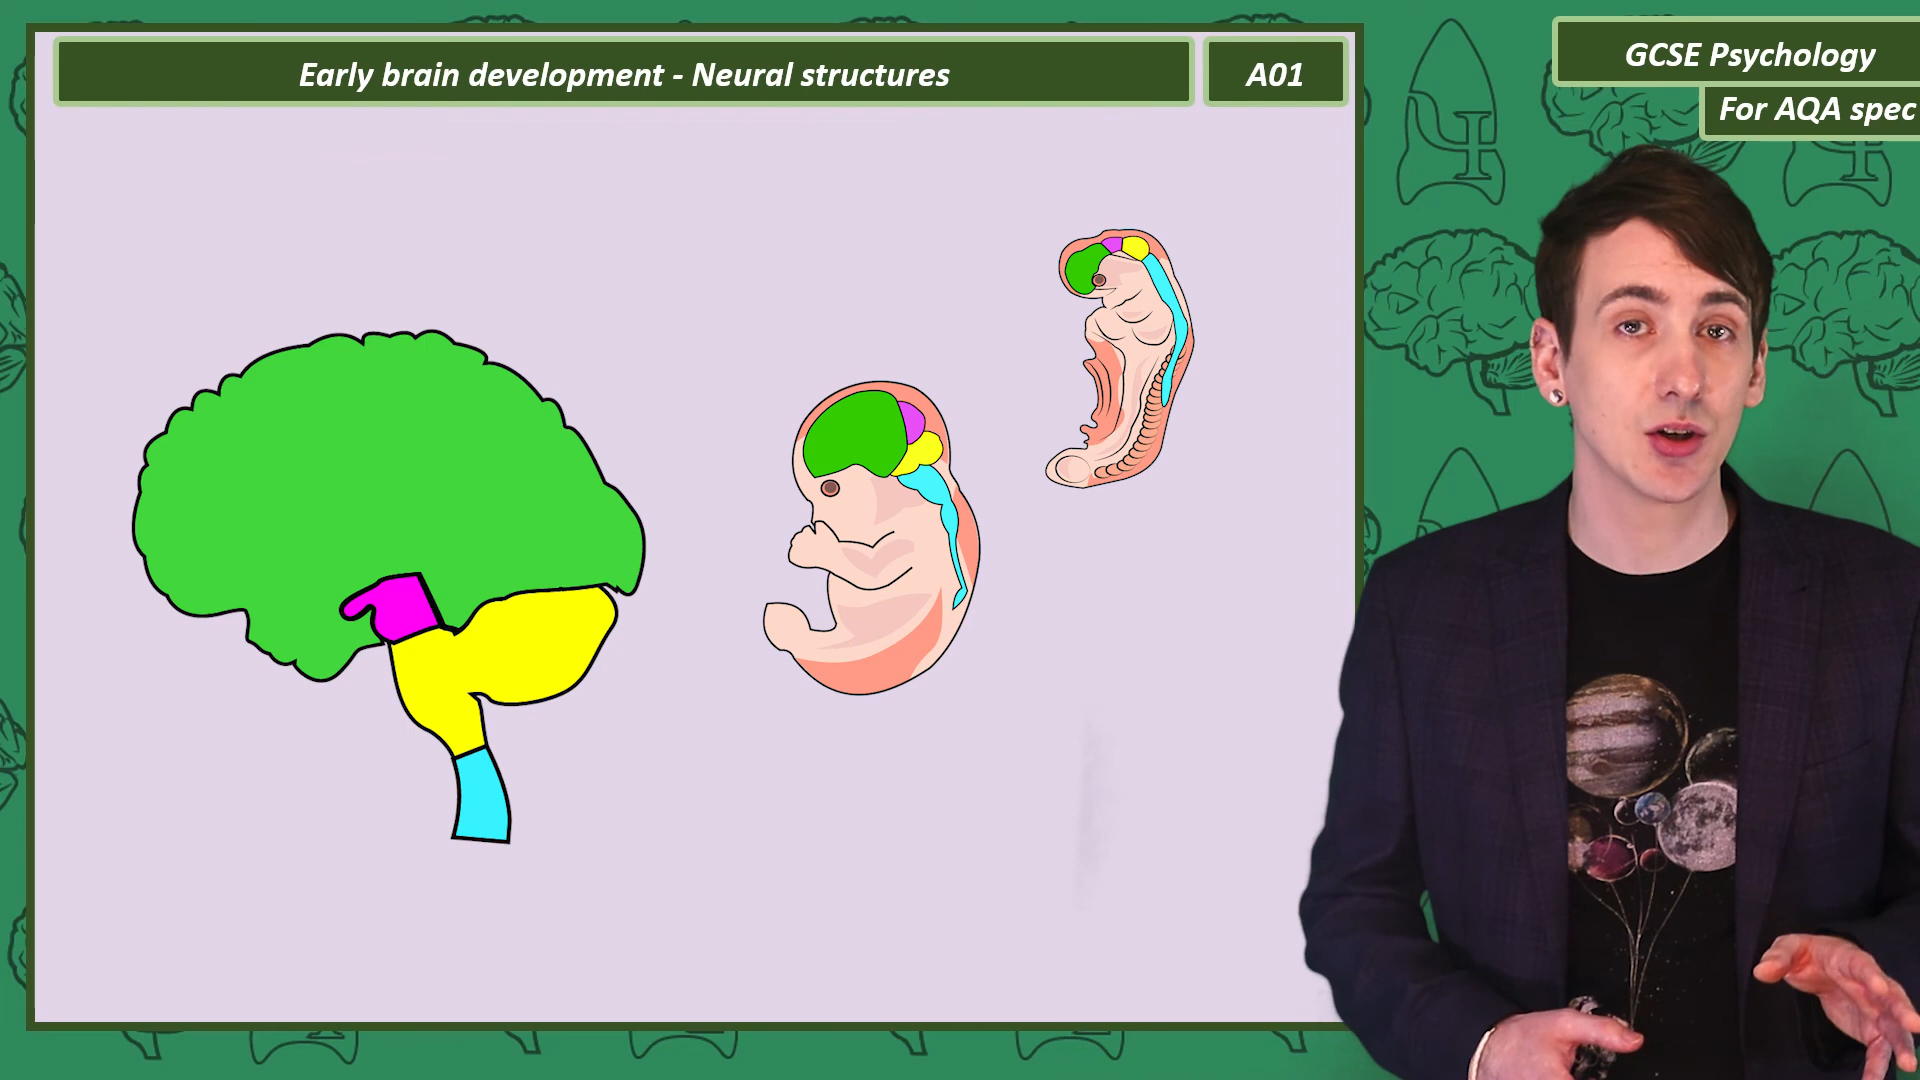 Early brain development - Neural structures
A01
GCSE Psychology
For AQA spec